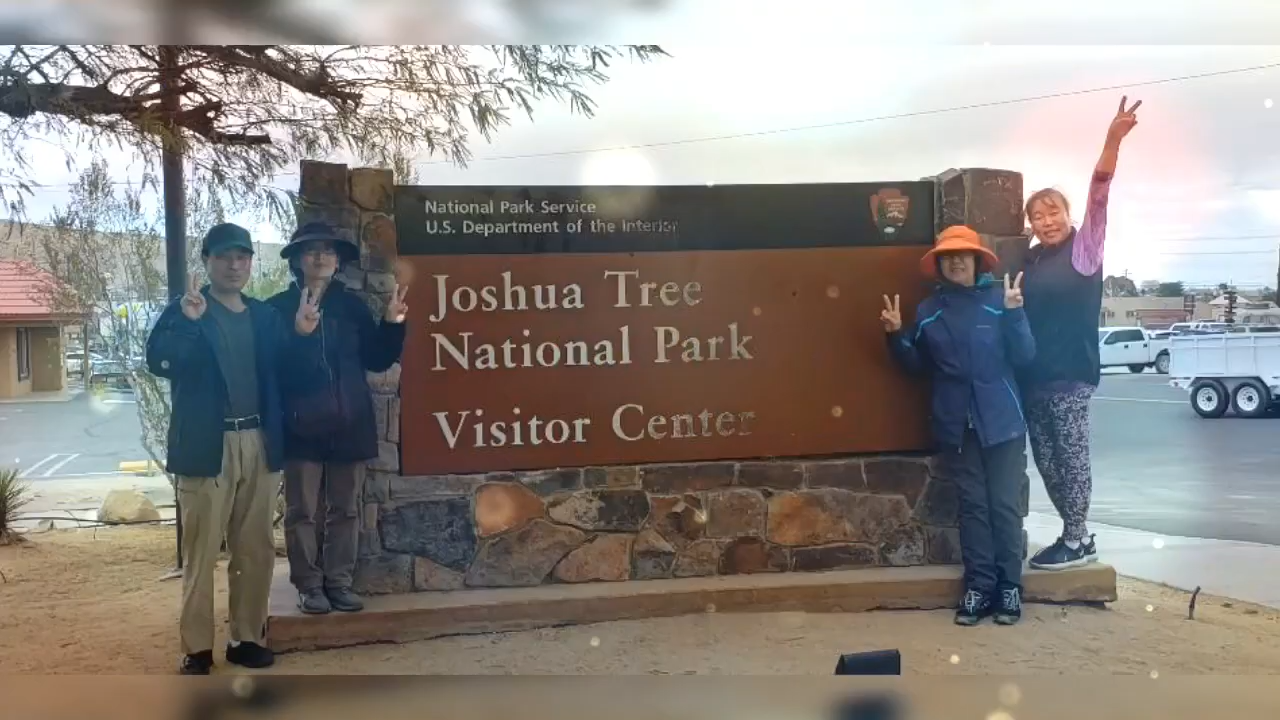 National Park Service
U.S. Department of the Interior
Joshua Tree
National Park
Visitor Center